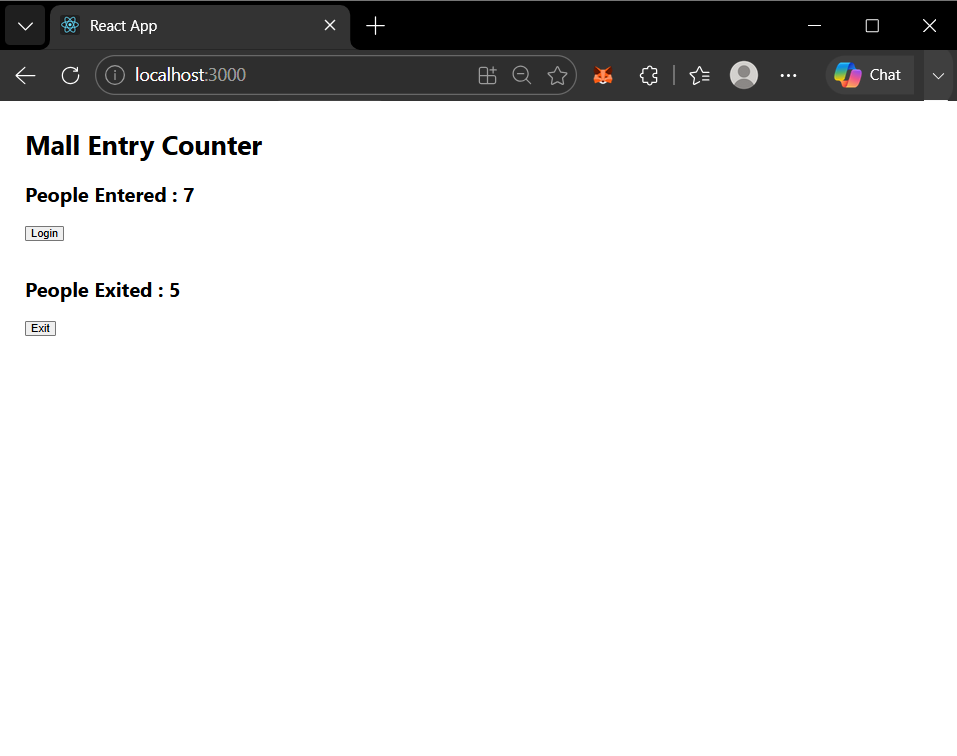 React App
localhost:3000
Chat
Mall Entry Counter
People Entered : 7
Login
People Exited : 5
Exit